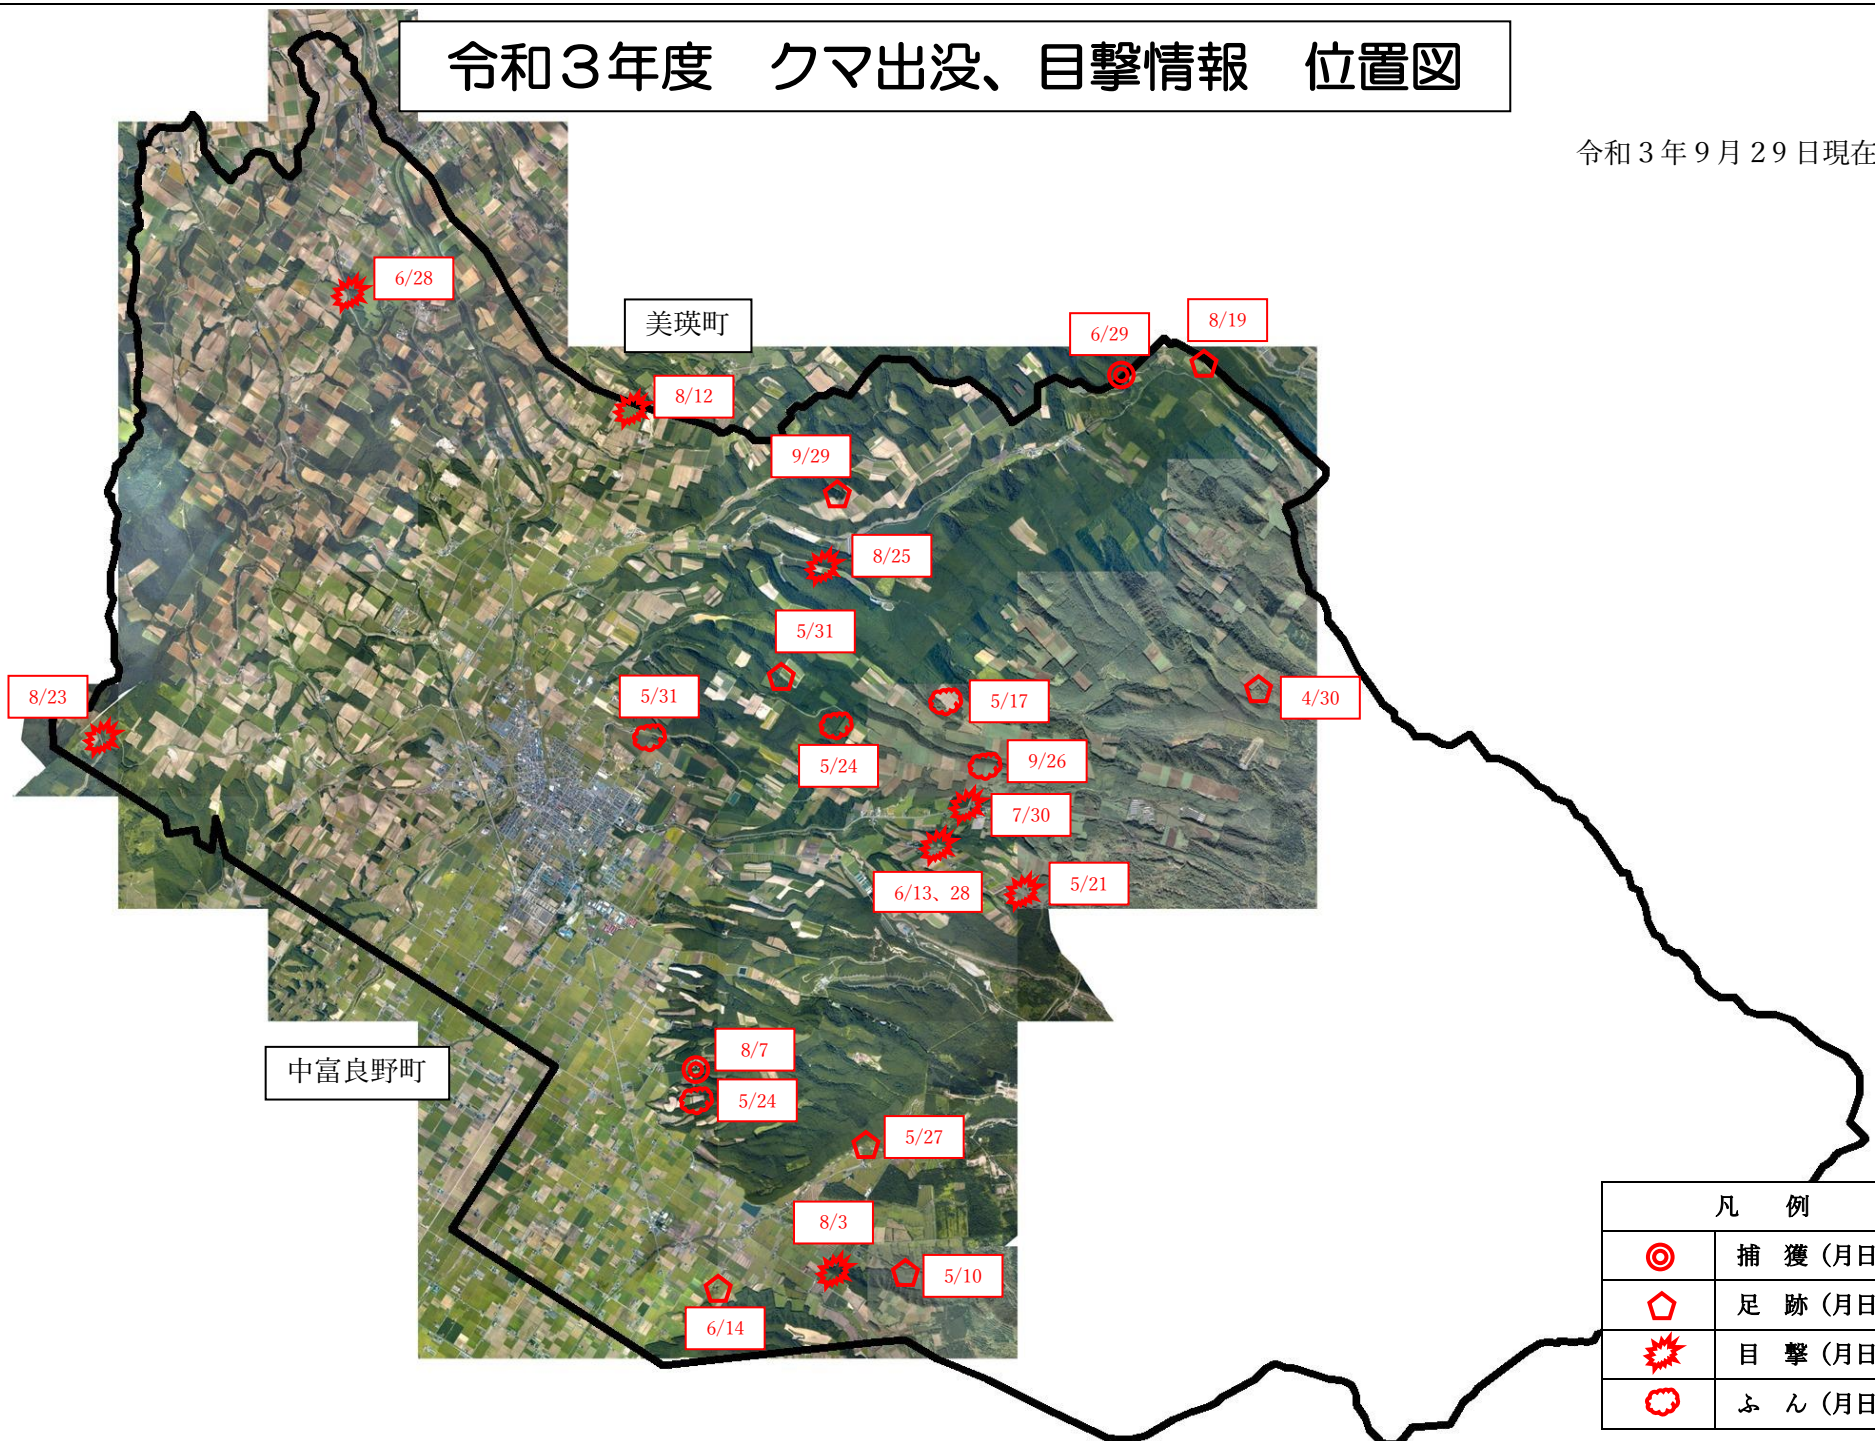 令和３年度　クマ出没、目撃情報　位置図
令和３年９月２９日現在
6/28
美瑛町
6/29
8/19
8/12
9/29
8/25
5/31
8/23
5/31
5/17
4/30
5/24
9/26
7/30
6/13、28
5/21
8/7
中富良野町
5/24
5/27
8/3
5/10
6/14
凡　例
捕　獲（月日
足　跡（月日
目　撃（月日
ふ　ん（月日